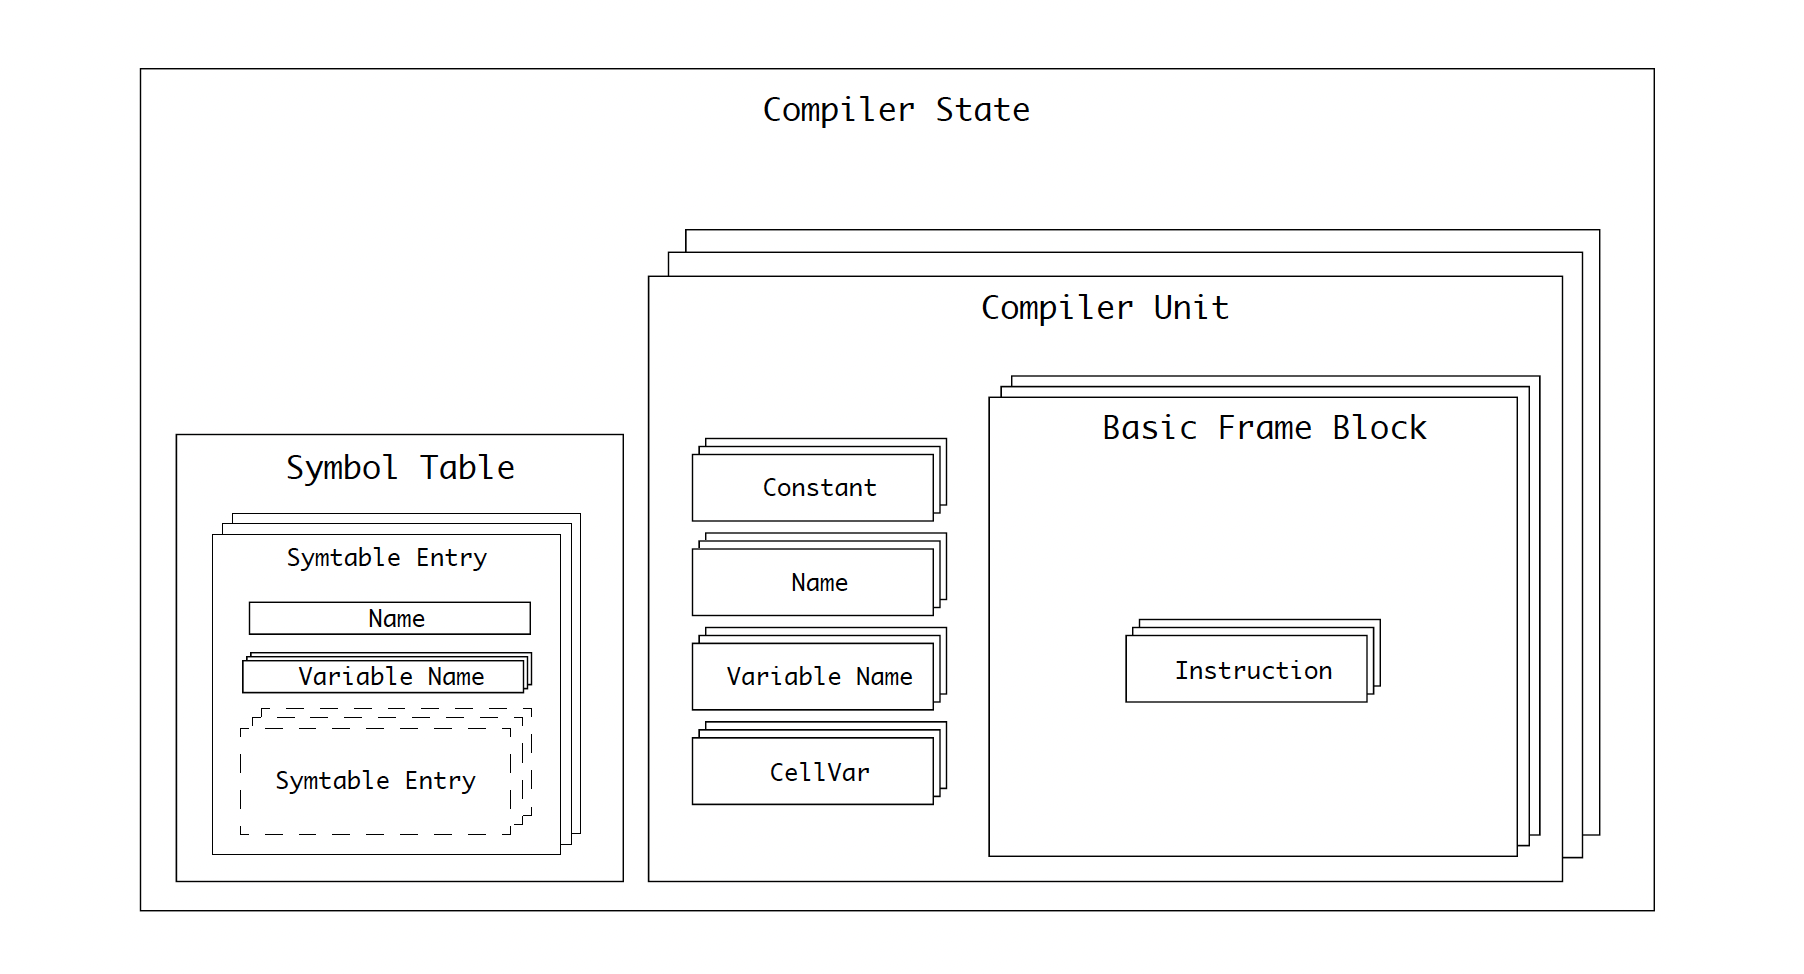 Compiler State
Symbol Table
Symtable Entry
Name
Variable Name
Symtable Entry
Compiler Unit
Constant
Name
Variable Name
CellVar
Basic Frame Block
Instruction